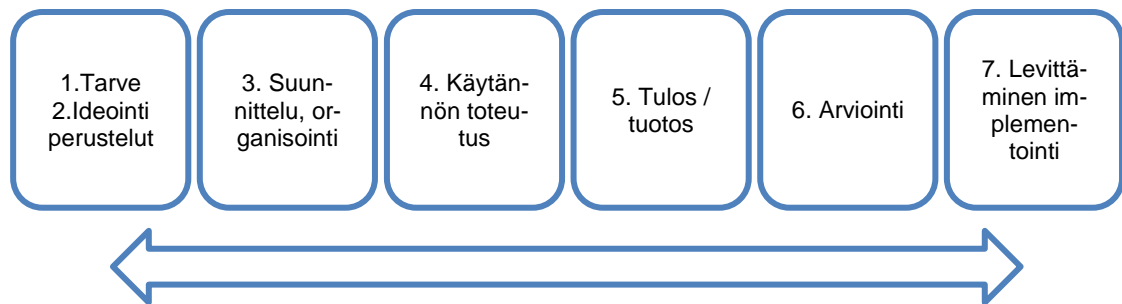 1.Tarve
2.Ideointi
perustelut
3. Suun-
nittelu, or-
ganisointi
4. Käytän-
nön toteu-
tus
5. Tulos /
tuotos
6. Arviointi
7. Levittä-
minen im-
plemen-
tointi